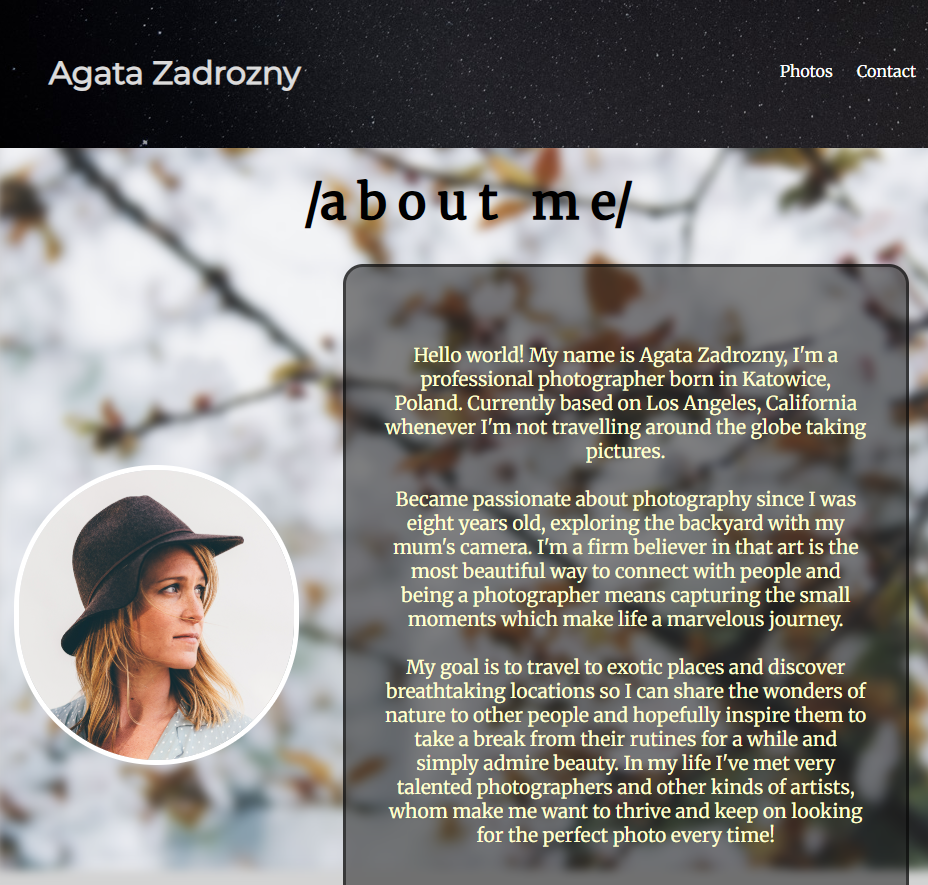 Agata Zadrozny
Photos Contact
/about me/
Hello world! My name is Agata Zadrozny, I'm a
professional photographer born in Katowice,
Poland. Currently based on Los Angeles, California
whenever I'm not travelling around the globe taking
pictures.
Became passionate about photography since I was
eight years old, exploring the backyard with my
mum's camera. I'm a firm believer in that art is the
most beautiful way to connect with people and
being a photographer means capturing the small
moments which make life a marvelous journey.
My goal is to travel to exotic places and discover
breathtaking locations so I can share the wonders of
nature to other people and hopefully inspire them to
take a break from their rutines for a while and
simply admire beauty. In my life I've met very
talented photographers and other kinds of artists,
whom make me want to thrive and keep on looking
for the perfect photo every time!